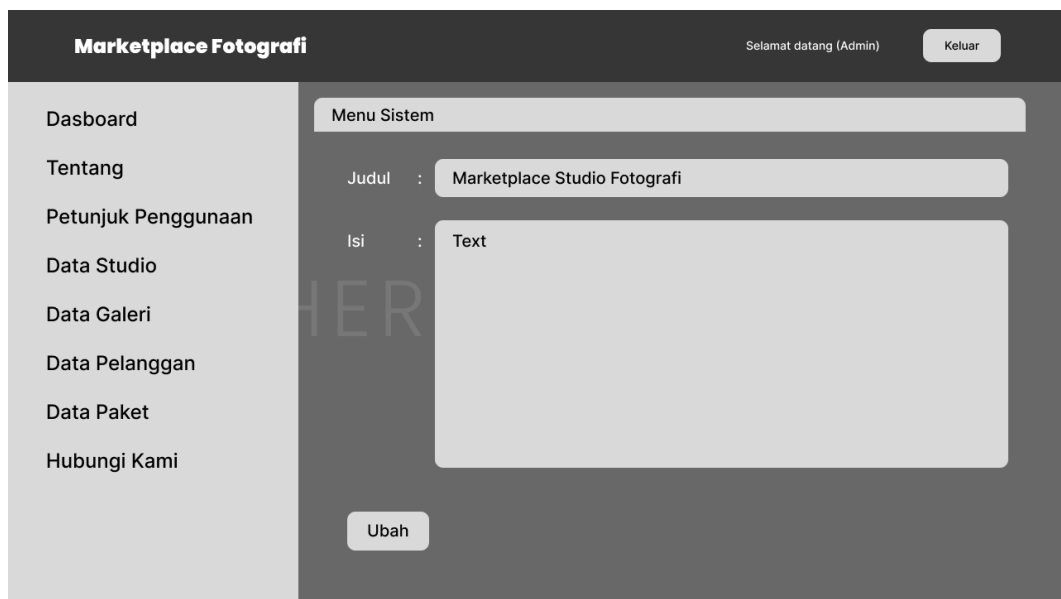 Marketplace Fotografi
Selamat datang (Admin)
Keluar
Dasboard
Tentang
Petunjuk Penggunaan
Data Studio
Data Galeri
Data Pelanggan
Data Paket
Hubungi Kami
Menu Sistem
Judul : Marketplace Studio Fotografi
Isi : Text
HER
Ubah